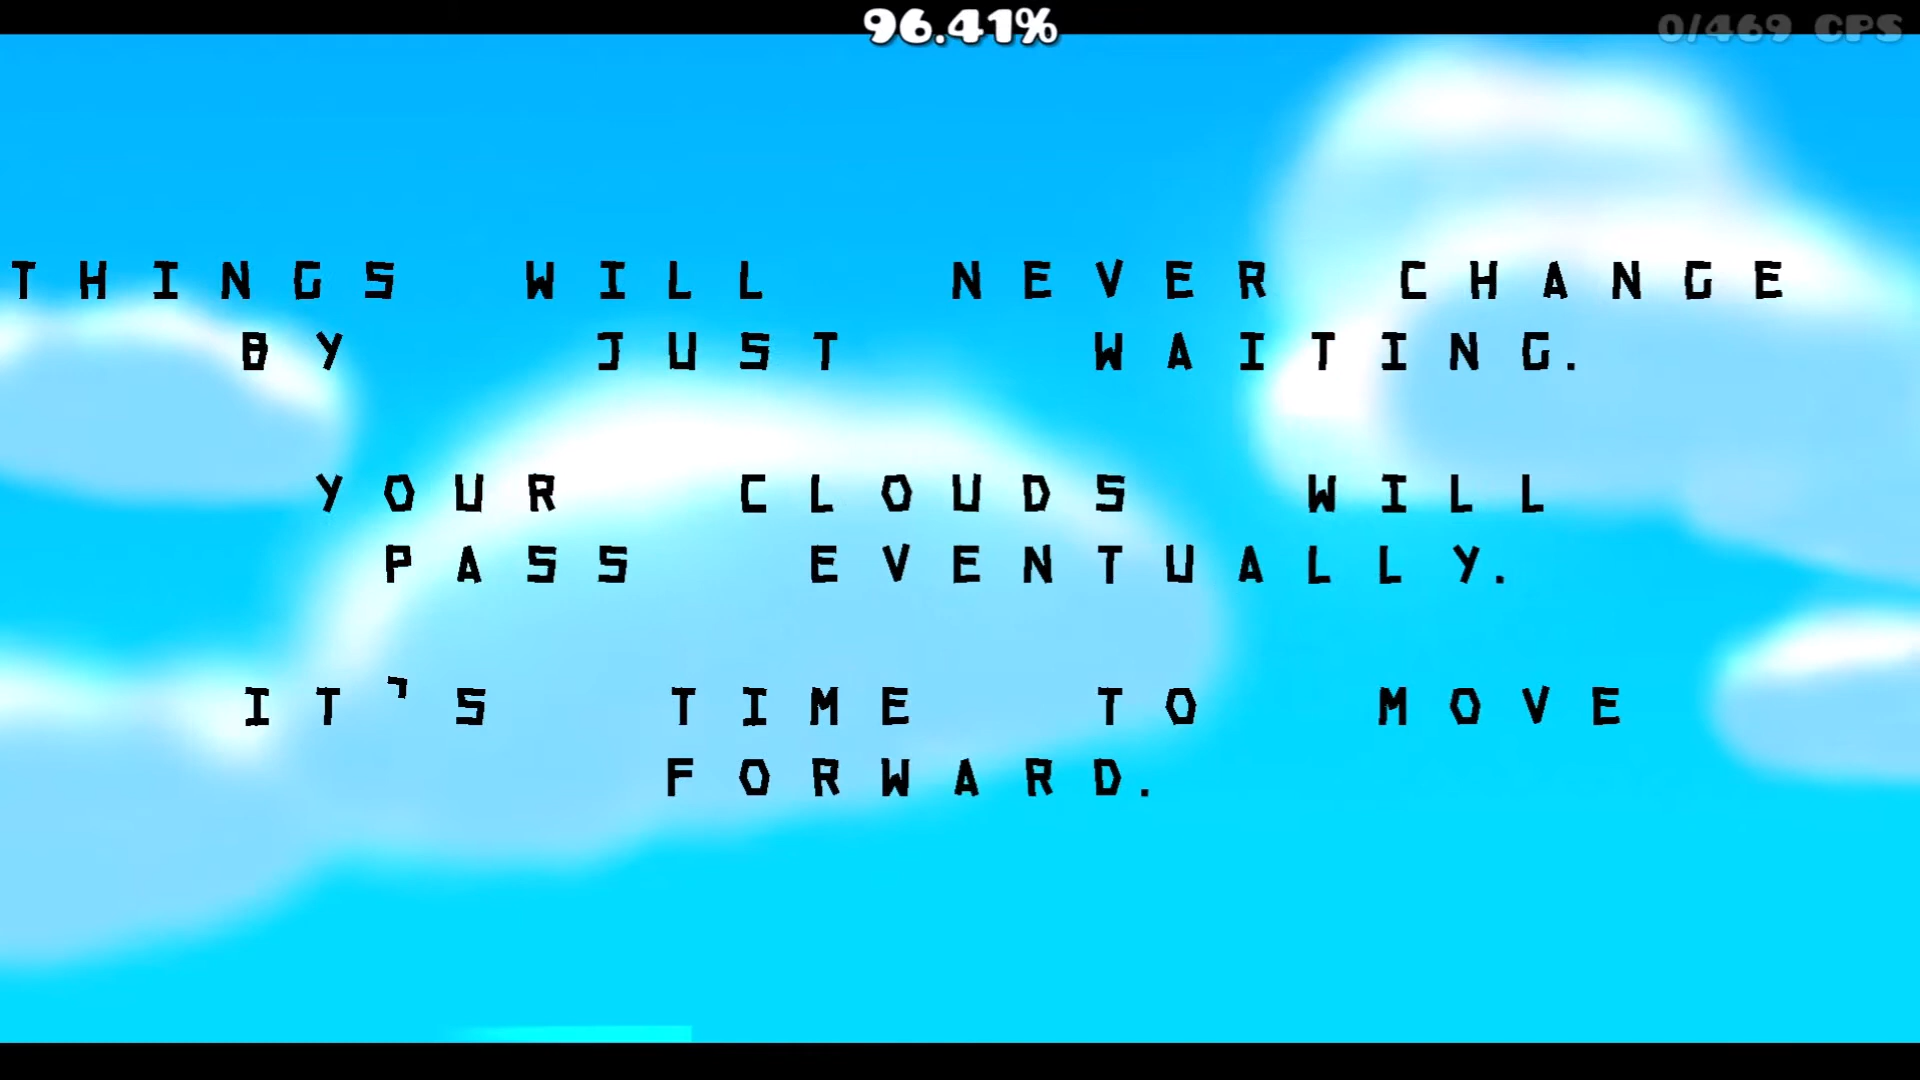 96.41%
0/469 CPS
THINGS WILL NEVER CHANGE
BY JUST WAITING.
YOUR CLOUDS WILL
PASS EVENTUALLY.
IT'S TIME TO MOVE
FORWARD.